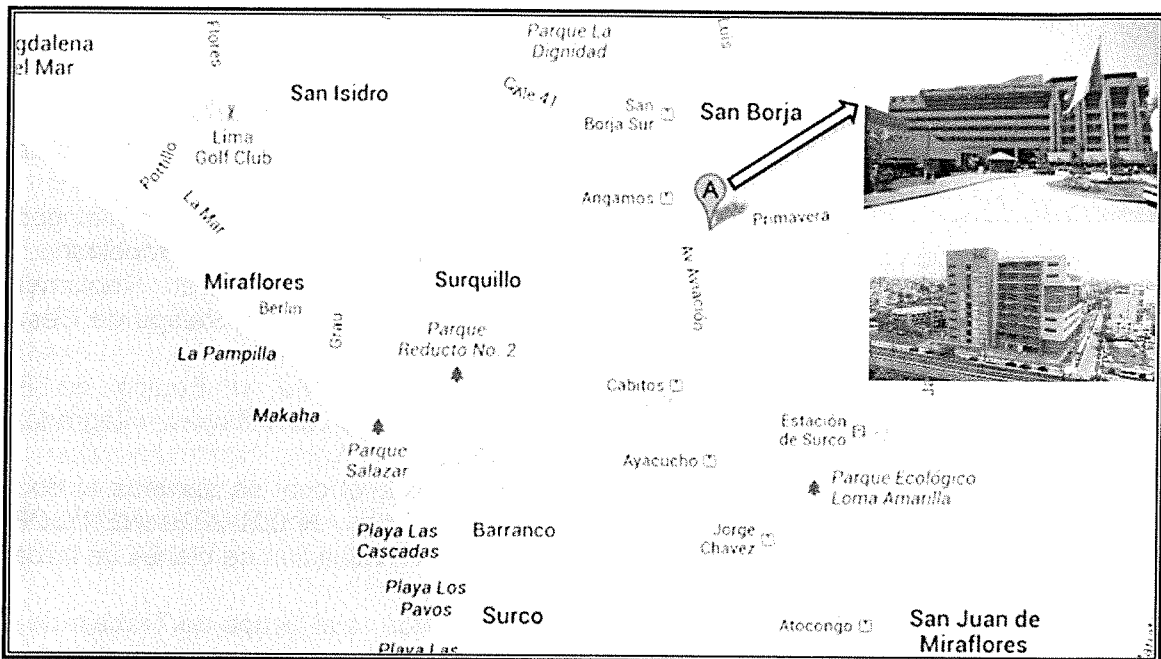 gdalena
el Mar
Flores
Parque La
Dignidad
Luis
San Isidro
Calle 41
San
Borja Sur
San Borja
Lima
Golf Club
Portillo
La Mar
Angamos
A
Primavera
Av Aviación
Miraflores
Surquillo
Berlin
Grau
Parque
Reducto No. 2
La Pampilla
Cabitos
Makaha
Parque
Salazar
Estación
de Surco
Ayacucho
Parque Ecológico
Loma Amarilla
Playa Las
Cascadas
Barranco
Jorge
Chavez
Playa Los
Pavos
Surco
Atocongo
San Juan de
Miraflores
Playa Las